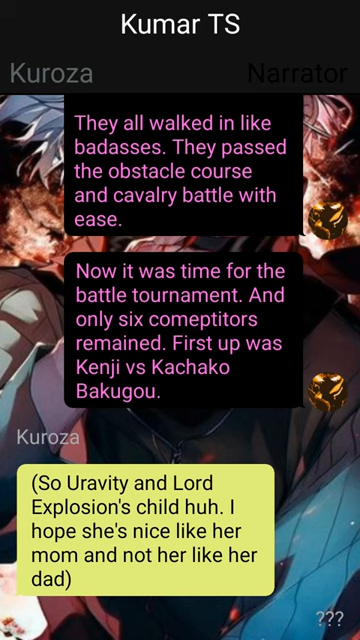 Kumar TS
Kuroza
Narrator
They all walked in like
badasses. They passed
the obstacle course
and cavalry battle with
ease.
Now it was time for the
battle tournament. And
only six comeptitors
remained. First up was
Kenji vs Kachako
Bakugou.
Kuroza
(So Uravity and Lord
Explosion's child huh. I
hope she's nice like her
mom and not her like her
dad)
???